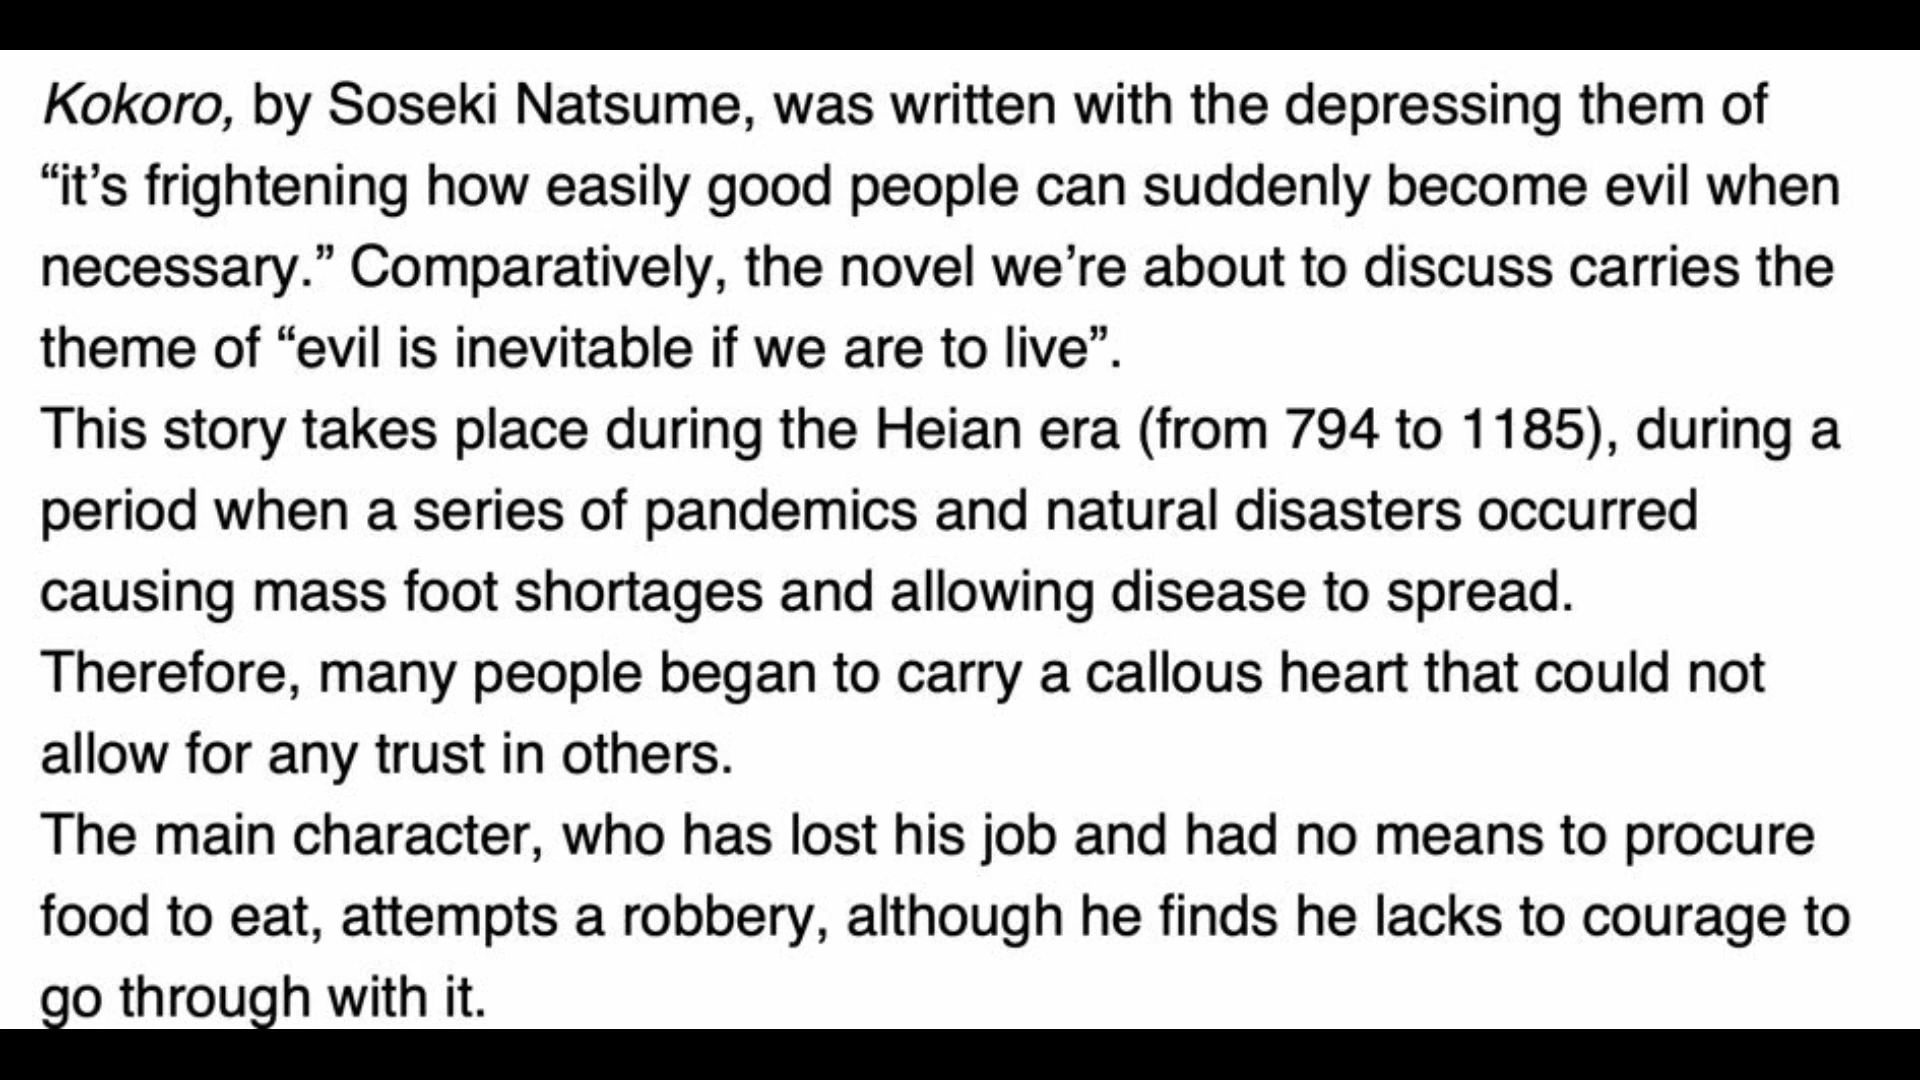 Kokoro, by Soseki Natsume, was written with the depressing them of
“it’s frightening how easily good people can suddenly become evil when
necessary.” Comparatively, the novel we’re about to discuss carries the
theme of “evil is inevitable if we are to live”.
This story takes place during the Heian era (from 794 to 1185), during a
period when a series of pandemics and natural disasters occurred
causing mass foot shortages and allowing disease to spread.
Therefore, many people began to carry a callous heart that could not
allow for any trust in others.
The main character, who has lost his job and had no means to procure
food to eat, attempts a robbery, although he finds he lacks to courage to
go through with it.